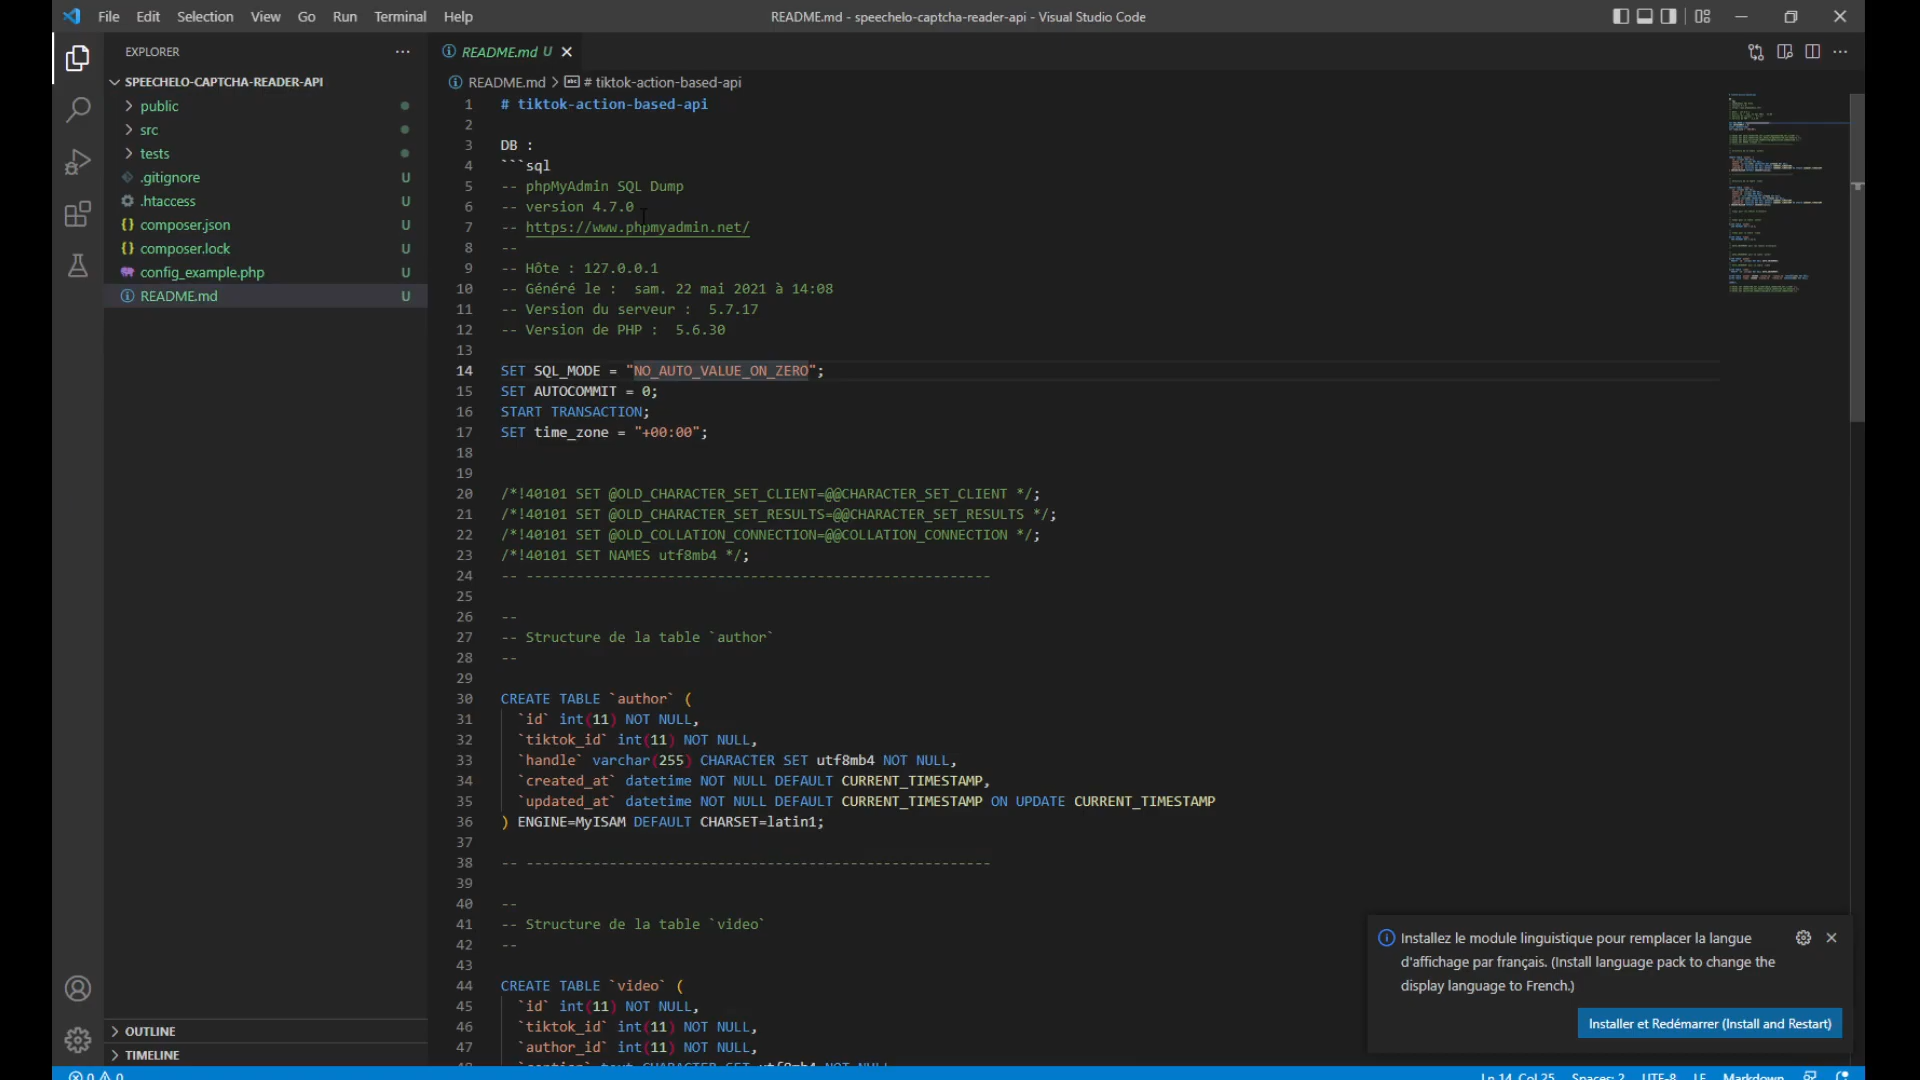 File Edit Selection View Go Run Terminal Help
README.md - speechelo-captcha-reader-api - Visual Studio Code
EXPLORER
SPEECHELO-CAPTCHA-READER-API
public
src
tests
.gitignore U
.htaccess U
composer.json U
composer.lock U
config_example.php U
README.md U
OUTLINE
TIMELINE
README.md U
README.md > # tiktok-action-based-api
1 # tiktok-action-based-api
2
3 DB :
4 ```sql
5 -- phpMyAdmin SQL Dump
6 -- version 4.7.0
7 -- https://www.phpmyadmin.net/
8 --
9 -- Hôte : 127.0.0.1
10 -- Généré le :  sam. 22 mai 2021 à 14:08
11 -- Version du serveur :  5.7.17
12 -- Version de PHP :  5.6.30
13
14 SET SQL_MODE = "NO_AUTO_VALUE_ON_ZERO";
15 SET AUTOCOMMIT = 0;
16 START TRANSACTION;
17 SET time_zone = "+00:00";
18
19
20 /*!40101 SET @OLD_CHARACTER_SET_CLIENT=@@CHARACTER_SET_CLIENT */;
21 /*!40101 SET @OLD_CHARACTER_SET_RESULTS=@@CHARACTER_SET_RESULTS */;
22 /*!40101 SET @OLD_COLLATION_CONNECTION=@@COLLATION_CONNECTION */;
23 /*!40101 SET NAMES utf8mb4 */;
24 -- --------------------------------------------------------
25
26 --
27 -- Structure de la table `author`
28 --
29
30 CREATE TABLE `author` (
31 `id` int(11) NOT NULL,
32 `tiktok_id` int(11) NOT NULL,
33 `handle` varchar(255) CHARACTER SET utf8mb4 NOT NULL,
34 `created_at` datetime NOT NULL DEFAULT CURRENT_TIMESTAMP,
35 `updated_at` datetime NOT NULL DEFAULT CURRENT_TIMESTAMP ON UPDATE CURRENT_TIMESTAMP
36 ) ENGINE=MyISAM DEFAULT CHARSET=latin1;
37
38 -- --------------------------------------------------------
39
40 --
41 -- Structure de la table `video`
42 --
43
44 CREATE TABLE `video` (
45 `id` int(11) NOT NULL,
46 `tiktok_id` int(11) NOT NULL,
47 `author_id` int(11) NOT NULL,
48 `caption` text CHARACTER SET utf8mb4 NOT NULL,
Installez le module linguistique pour remplacer la langue
d'affichage par français. (Install language pack to change the
display language to French.)
Installer et Redémarrer (Install and Restart)
0 0
Ln 14, Col 25 Spaces: 2 UTF-8 LF Markdown